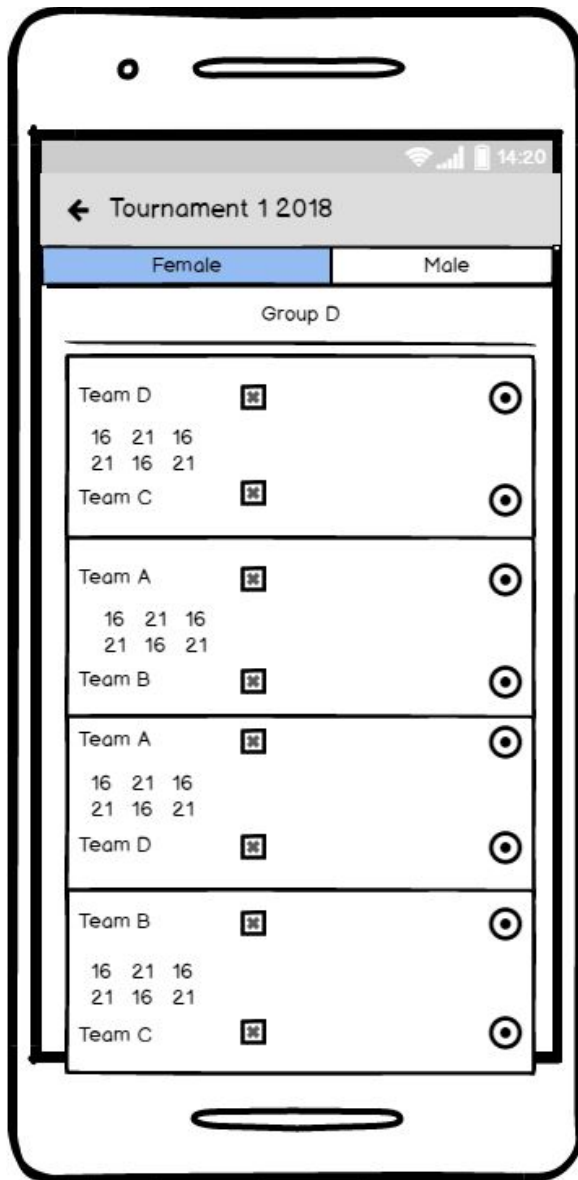 14:20
Tournament 1 2018
Female Male
Group D
Team D
16 21 16
21 16 21
Team C
Team A
16 21 16
21 16 21
Team B
Team A
16 21 16
21 16 21
Team D
Team B
16 21 16
21 16 21
Team C